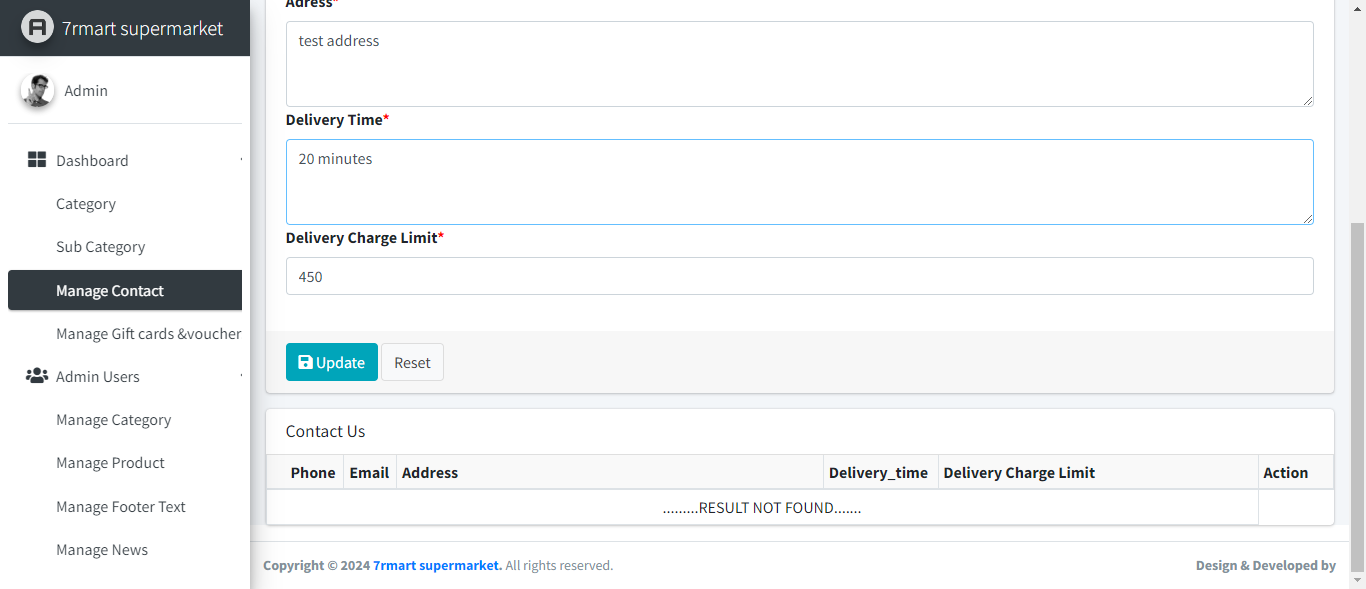 7rmart supermarket
Admin
Dashboard
Category
Sub Category
Manage Contact
Manage Gift cards &voucher
Admin Users
Manage Category
Manage Product
Manage Footer Text
Manage News
Adress*
test address
Delivery Time*
20 minutes
Delivery Charge Limit*
450
Update Reset
Contact Us
Phone Email Address Delivery_time Delivery Charge Limit Action
.........RESULT NOT FOUND.......
Copyright © 2024 7rmart supermarket. All rights reserved. Design & Developed by